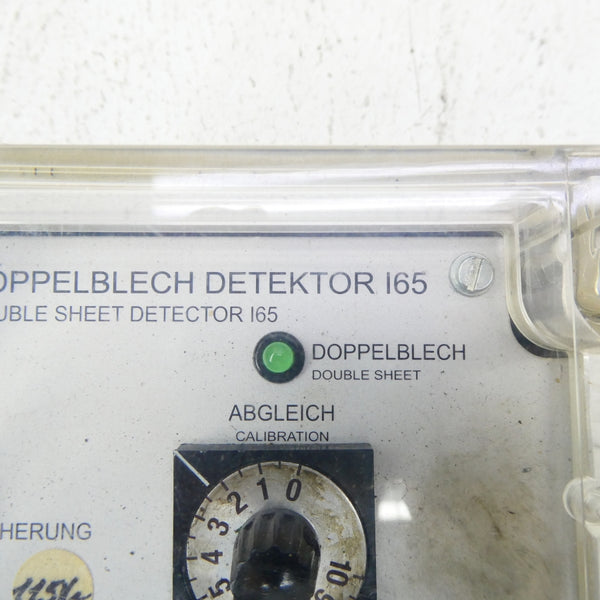 OPPELBLECH DETEKTOR I65
UBLE SHEET DETECTOR I65
DOPPELBLECH
DOUBLE SHEET
ABGLEICH
CALIBRATION
0 1 2 3 4 5
10 9
HERUNG